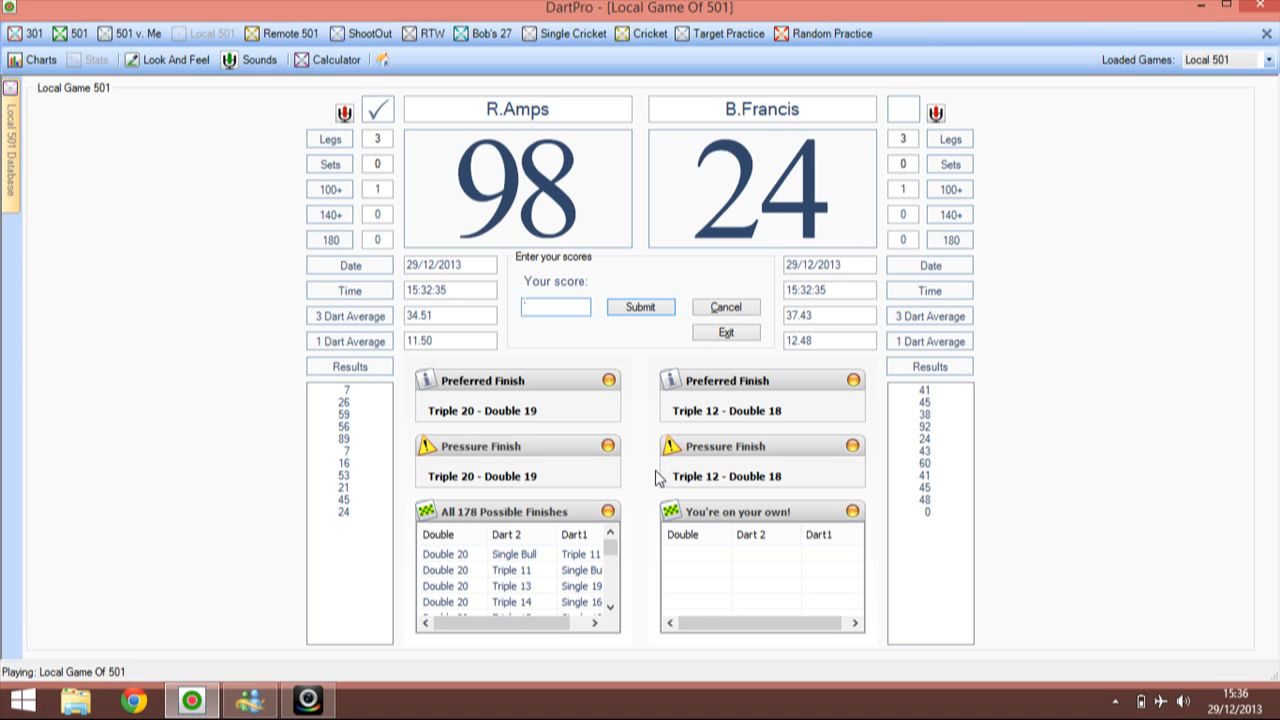 DartPro - [Local Game Of 501]
301 501 501 v. Me Local 501 Remote 501 ShootOut RTW Bob's 27 Single Cricket Cricket Target Practice Random Practice
Charts Stats Look And Feel Sounds Calculator Loaded Games: Local 501
Local 501 Database
Local Game 501
R.Amps B.Francis
98 24
Legs 3 3 Legs
Sets 0 0 Sets
100+ 1 1 100+
140+ 0 0 140+
180 0 0 180
Enter your scores
Date 29/12/2013 29/12/2013 Date
Your score:
Time 15:32:35 15:32:35 Time
Submit Cancel
3 Dart Average 34.51 37.43 3 Dart Average
Exit
1 Dart Average 11.50 12.48 1 Dart Average
Results Results
7
26
59
56
89
7
16
53
21
45
24
Preferred Finish
Triple 20 - Double 19
Pressure Finish
Triple 20 - Double 19
All 178 Possible Finishes
Double Dart 2 Dart1
Double 20 Single Bull Triple 11
Double 20 Triple 11 Single Bu
Double 20 Triple 13 Single 19
Double 20 Triple 14 Single 16
Preferred Finish
Triple 12 - Double 18
Pressure Finish
Triple 12 - Double 18
You're on your own!
Double Dart 2 Dart1
41
45
38
92
24
43
60
41
45
48
0
Playing: Local Game Of 501
15:36
29/12/2013